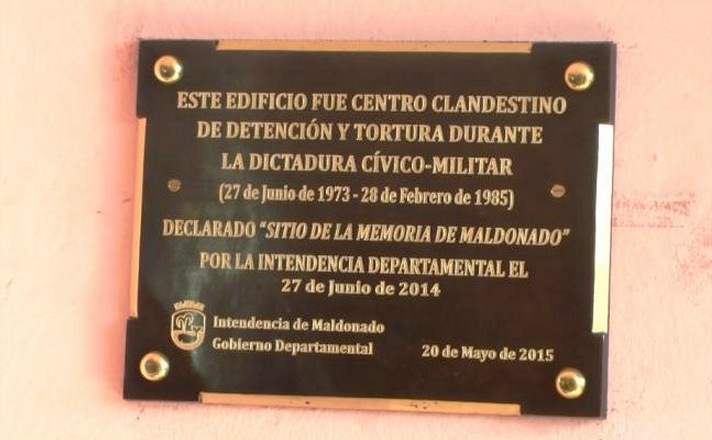 ESTE EDIFICIO FUE CENTRO CLANDESTINO
DE DETENCIÓN Y TORTURA DURANTE
LA DICTADURA CÍVICO-MILITAR
(27 de Junio de 1973 - 28 de Febrero de 1985)
DECLARADO "SITIO DE LA MEMORIA DE MALDONADO"
POR LA INTENDENCIA DEPARTAMENTAL EL
27 de Junio de 2014
Intendencia de Maldonado
Gobierno Departamental
20 de Mayo de 2015